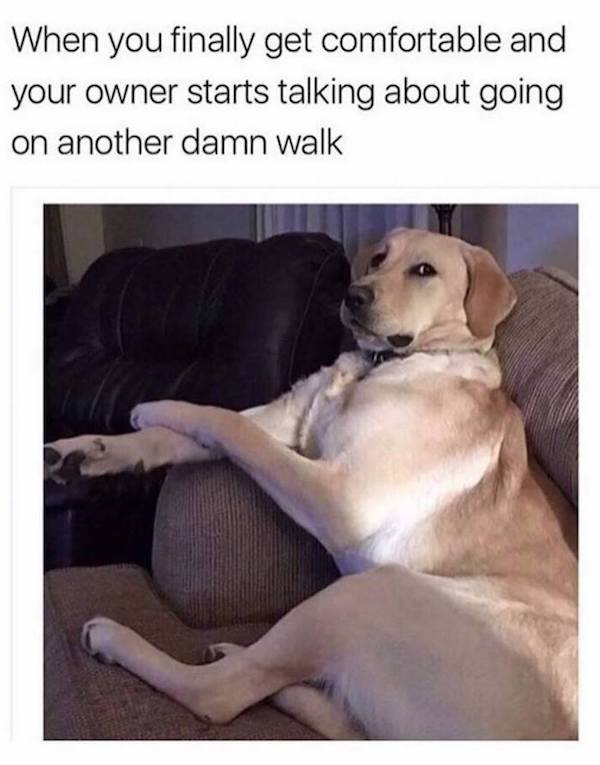 When you finally get comfortable and
your owner starts talking about going
on another damn walk